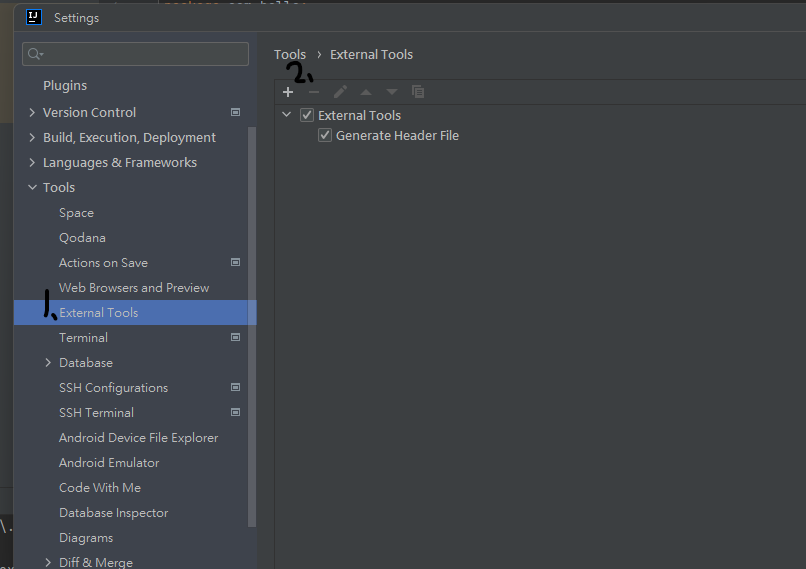 IJ
Settings
Plugins
Version Control
Build, Execution, Deployment
Languages & Frameworks
Tools
Space
Qodana
Actions on Save
Web Browsers and Preview
1、
External Tools
Terminal
Database
SSH Configurations
SSH Terminal
Android Device File Explorer
Android Emulator
Code With Me
Database Inspector
Diagrams
Diff & Merge
Tools › External Tools
2、
External Tools
Generate Header File
\.